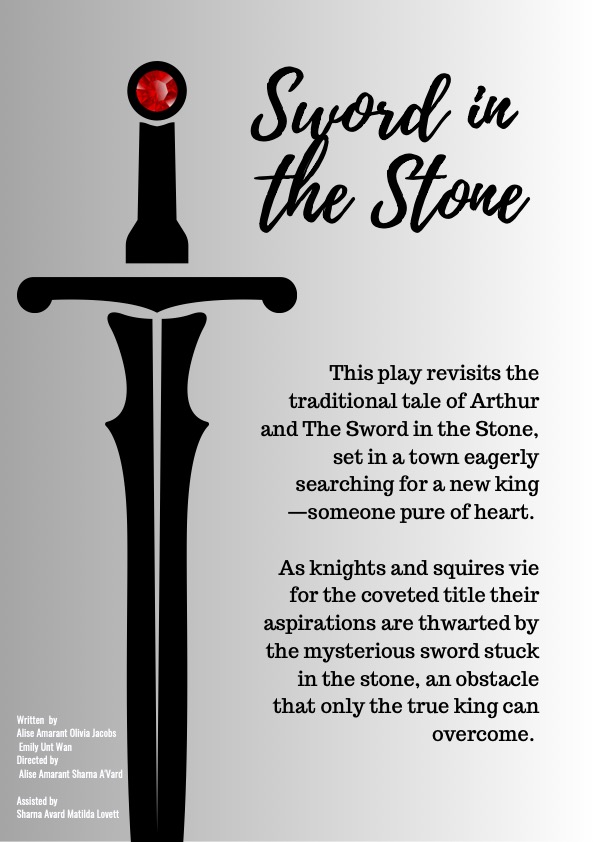 Sword in
the Stone
This play revisits the
traditional tale of Arthur
and The Sword in the Stone,
set in a town eagerly
searching for a new king
—someone pure of heart.
As knights and squires vie
for the coveted title their
aspirations are thwarted by
the mysterious sword stuck
in the stone, an obstacle
that only the true king can
overcome.
Written by
Alise Amarant Olivia Jacobs
Emily Unt Wan
Directed by
Alise Amarant Sharna A'Vard
Assisted by
Sharna Avard Matilda Lovett